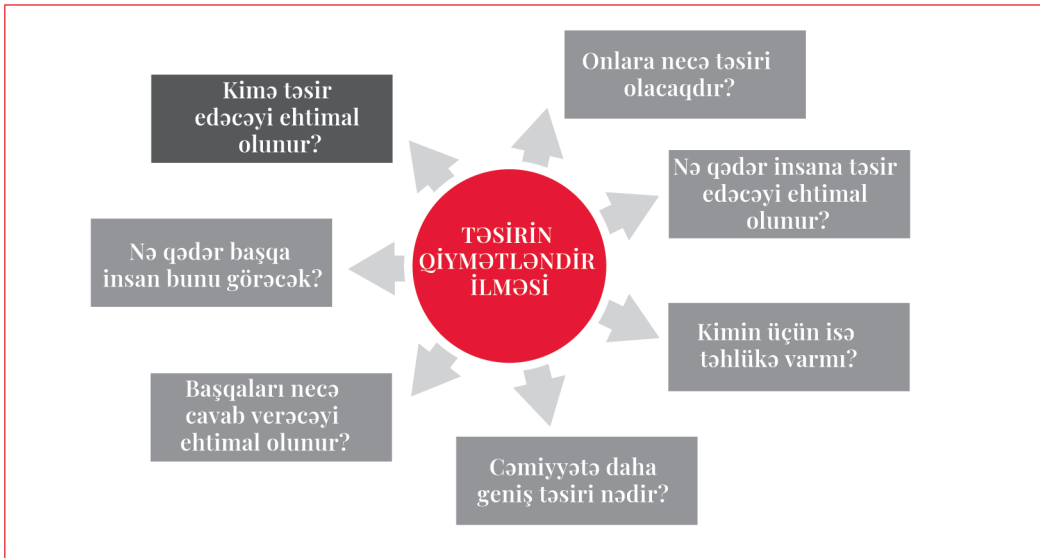 Onlara necə təsiri
olacaqdır?
Kimə təsir
edəcəyi ehtimal
olunur?
Nə qədər insana təsir
edəcəyi ehtimal
olunur?
TƏSİRİN
QİYMƏTLƏNDİR
İLMƏSİ
Nə qədər başqa
insan bunu görəcək?
Kimin üçün isə
təhlükə varmı?
Başqaları necə
cavab verəcəyi
ehtimal olunur?
Cəmiyyətə daha
geniş təsiri nədir?